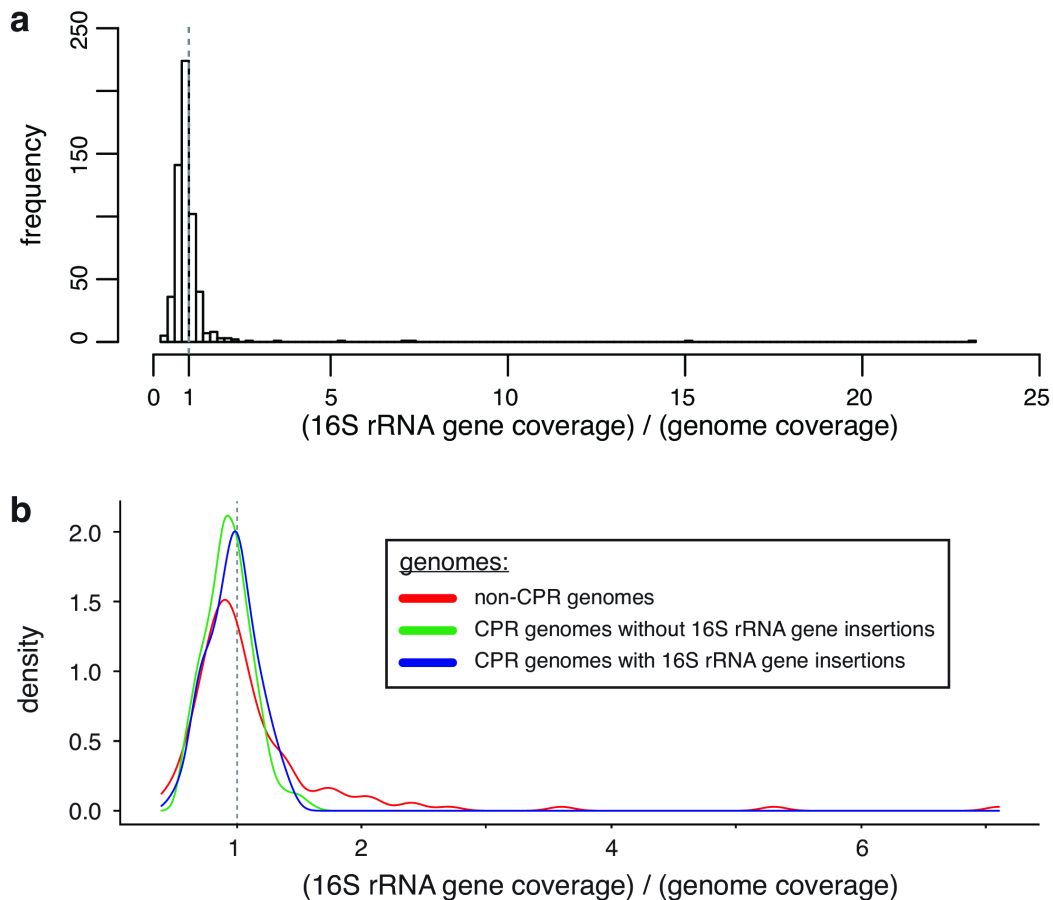 a
250
150
50
0
frequency
0 1 5 10 15 20 25
(16S rRNA gene coverage) / (genome coverage)
b
2.0
1.5
1.0
0.5
0.0
density
genomes:
non-CPR genomes
CPR genomes without 16S rRNA gene insertions
CPR genomes with 16S rRNA gene insertions
1 2 4 6
(16S rRNA gene coverage) / (genome coverage)